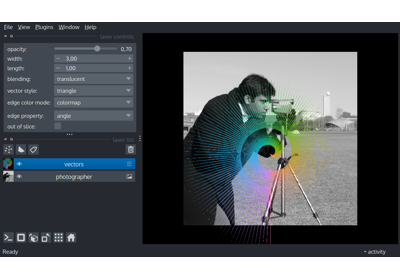 File View Plugins Window Help
layer controls
opacity: 0,70
width: 3,00
length: 1,00
blending: translucent
vector style: triangle
edge color mode: colormap
edge property: angle
out of slice:
layer list
vectors
photographer
Ready activity